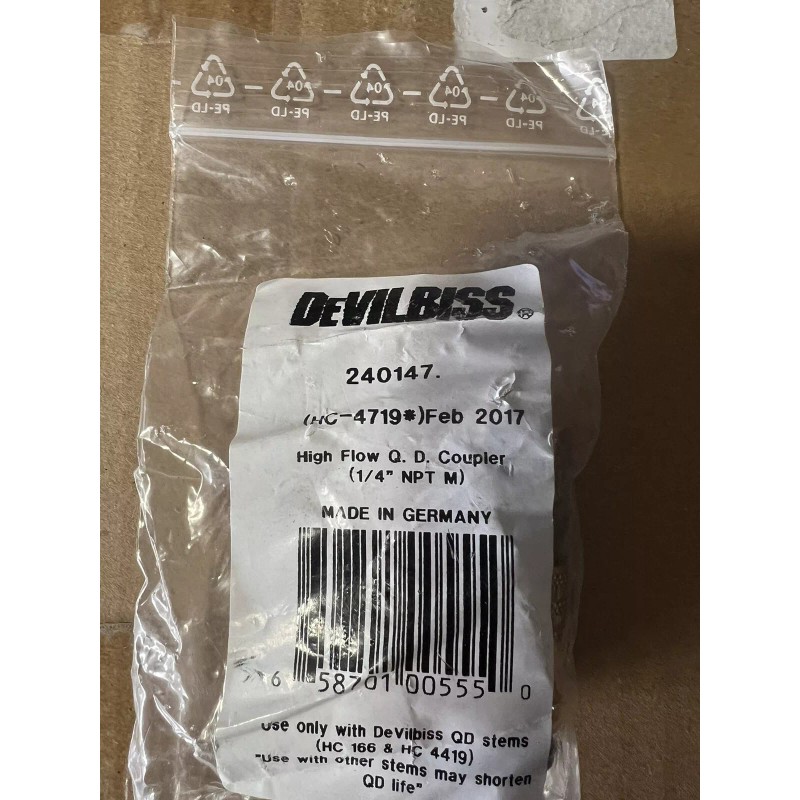 04 04 04 04 04
PE-LD PE-LD PE-LD PE-LD PE-LD
DEVILBISS®
240147.
(HC-4719*)Feb 2017
High Flow Q. D. Coupler
(1/4" NPT M)
MADE IN GERMANY
6 58701 00555 0
Use only with DeVilbiss QD stems
(HC 166 & HC 4419)
"Use with other stems may shorten
QD life"